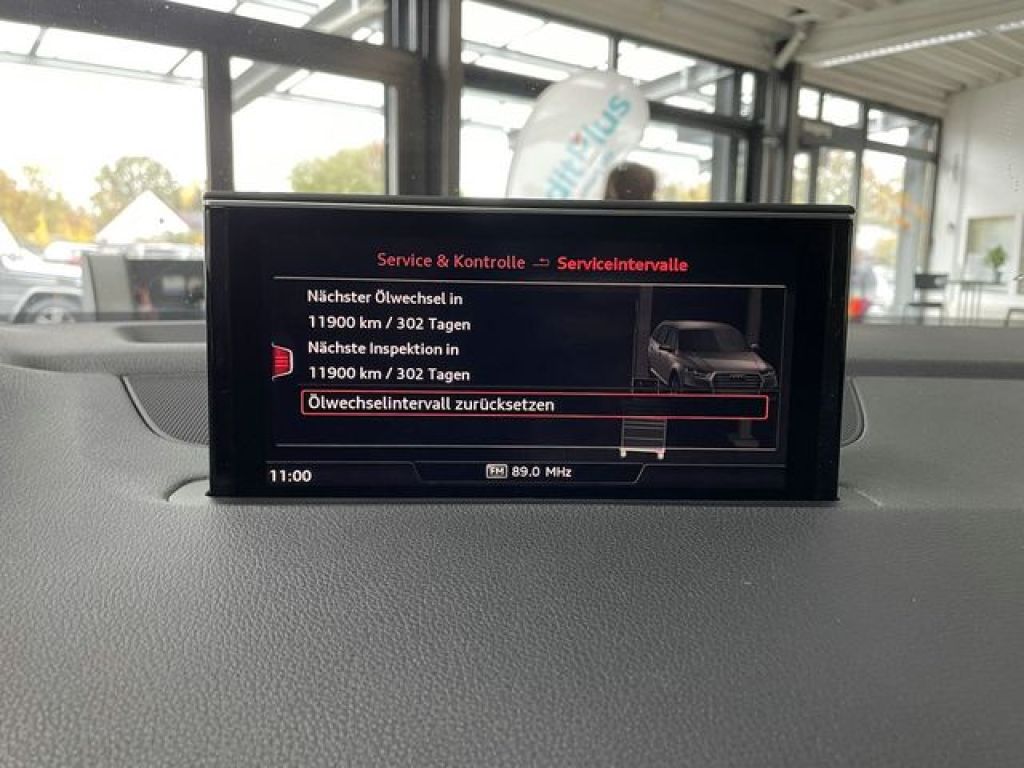 ditPlus
Service & Kontrolle Serviceintervalle
Nächster Ölwechsel in
11900 km / 302 Tagen
Nächste Inspektion in
11900 km / 302 Tagen
Ölwechselintervall zurücksetzen
11:00
FM 89.0 MHz